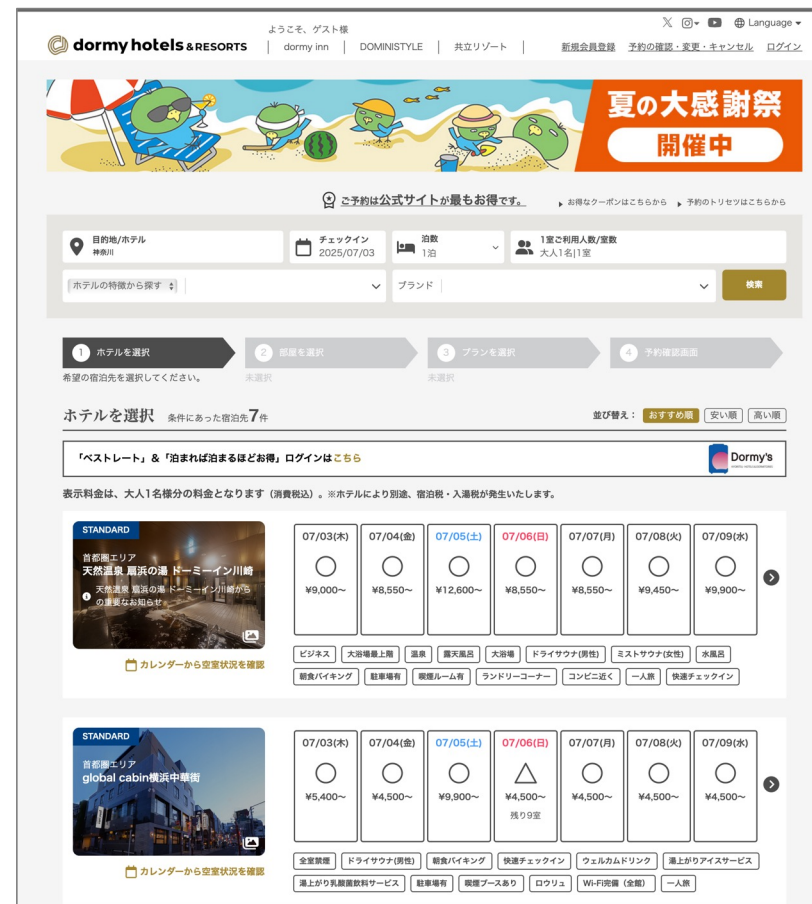 ようこそ、ゲスト様
Language
dormy hotels & RESORTS
dormy inn
DOMINISTYLE
共立リゾート
新規会員登録
予約の確認・変更・キャンセル
ログイン
夏の大感謝祭
開催中
ご予約は公式サイトが最もお得です。
お得なクーポンはこちらから
予約のトリセツはこちらから
目的地/ホテル
神奈川
チェックイン
2025/07/03
泊数
1泊
1室ご利用人数/室数
大人1名|1室
ホテルの特徴から探す
ブランド
検索
1 ホテルを選択
2 部屋を選択
3 プランを選択
4 予約確認画面
希望の宿泊先を選択してください。
未選択
未選択
ホテルを選択 条件にあった宿泊先7件
並び替え: おすすめ順 安い順 高い順
「ベストレート」&「泊まれば泊まるほどお得」ログインはこちら
Dormy's
表示料金は、大人1名様分の料金となります(消費税込)。※ホテルにより別途、宿泊税・入湯税が発生いたします。
STANDARD
首都圏エリア
天然温泉 扇浜の湯 ドーミーイン川崎
天然温泉 扇浜の湯 ドーミーイン川崎から
の重要なお知らせ
カレンダーから空室状況を確認
07/03(木) 07/04(金) 07/05(土) 07/06(日) 07/07(月) 07/08(火) 07/09(水)
¥9,000~ ¥8,550~ ¥12,600~ ¥8,550~ ¥8,550~ ¥9,450~ ¥9,900~
ビジネス 大浴場最上階 温泉 露天風呂 大浴場 ドライサウナ(男性) ミストサウナ(女性) 水風呂
朝食バイキング 駐車場有 喫煙ルーム有 ランドリーコーナー コンビニ近く 一人旅 快速チェックイン
STANDARD
首都圏エリア
global cabin横浜中華街
カレンダーから空室状況を確認
07/03(木) 07/04(金) 07/05(土) 07/06(日) 07/07(月) 07/08(火) 07/09(水)
¥5,400~ ¥4,500~ ¥9,900~ ¥4,500~ ¥4,500~ ¥4,500~ ¥4,500~
残り9室
全室禁煙 ドライサウナ(男性) 朝食バイキング 快速チェックイン ウェルカムドリンク 湯上がりアイスサービス
湯上がり乳酸菌飲料サービス 駐車場有 喫煙ブースあり ロウリュ Wi-Fi完備(全館) 一人旅